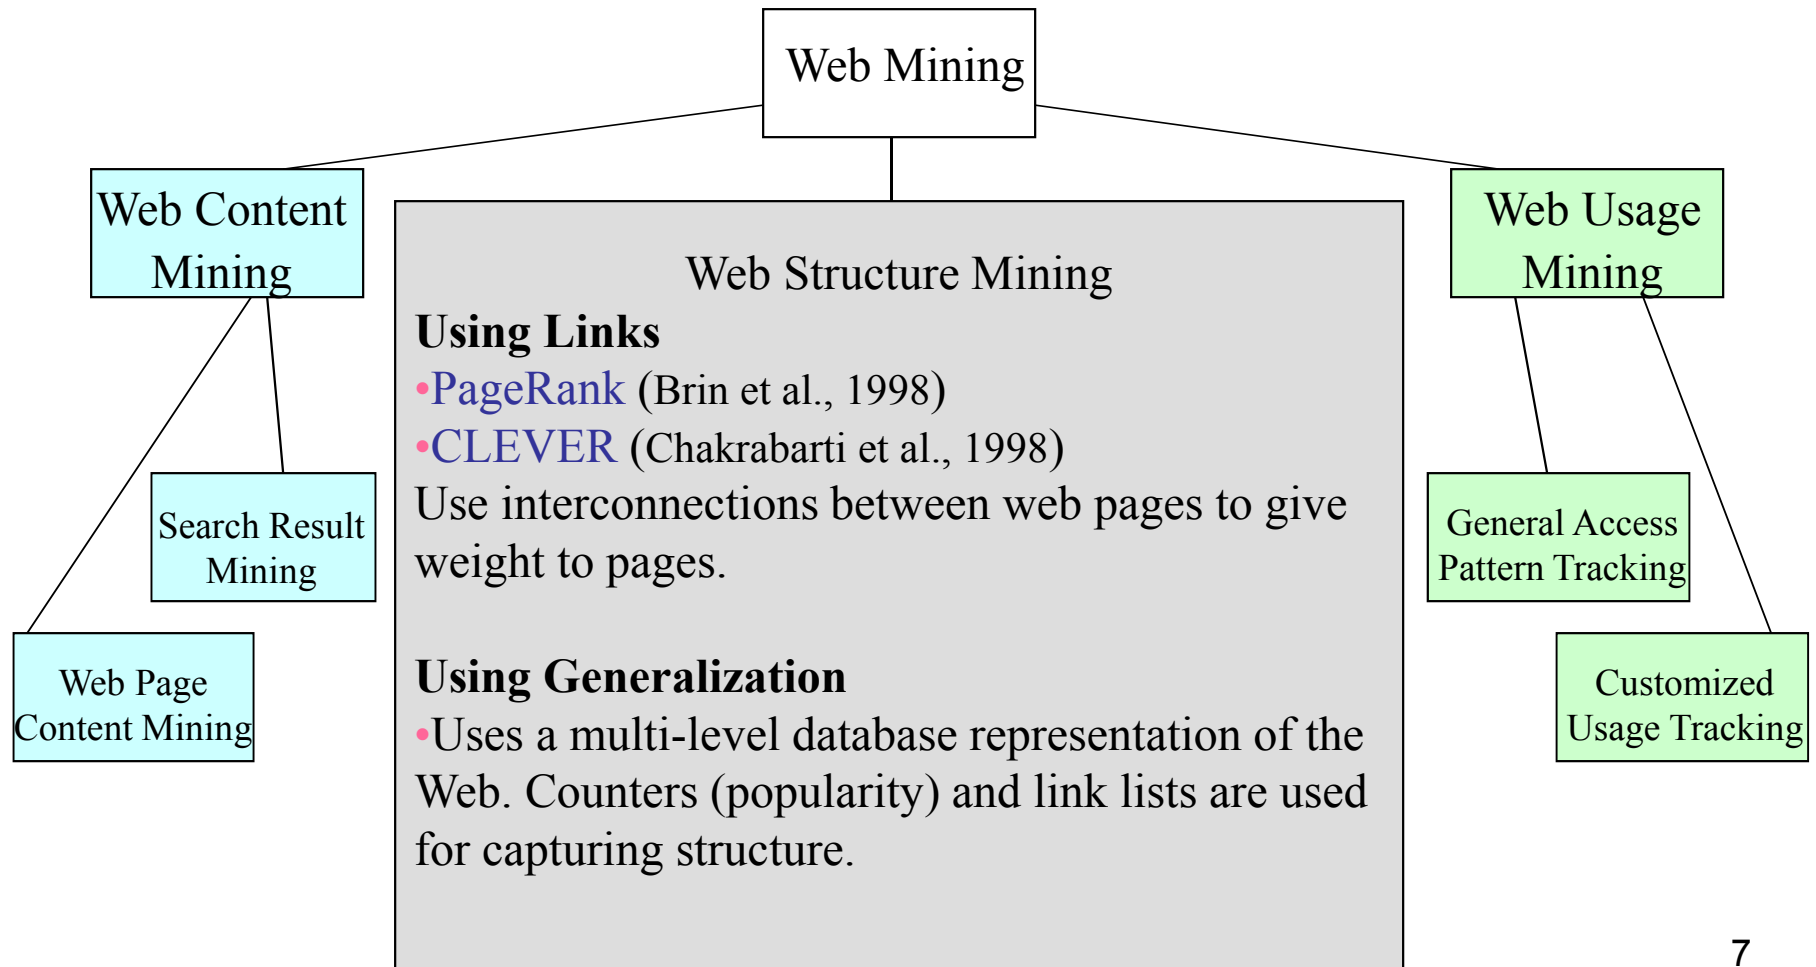 Web Mining
Web Content
Mining
Web Usage
Mining
Web Structure Mining
Using Links
•PageRank (Brin et al., 1998)
•CLEVER (Chakrabarti et al., 1998)
Use interconnections between web pages to give
weight to pages.
Using Generalization
•Uses a multi-level database representation of the
Web. Counters (popularity) and link lists are used
for capturing structure.
Search Result
Mining
Web Page
Content Mining
General Access
Pattern Tracking
Customized
Usage Tracking
7